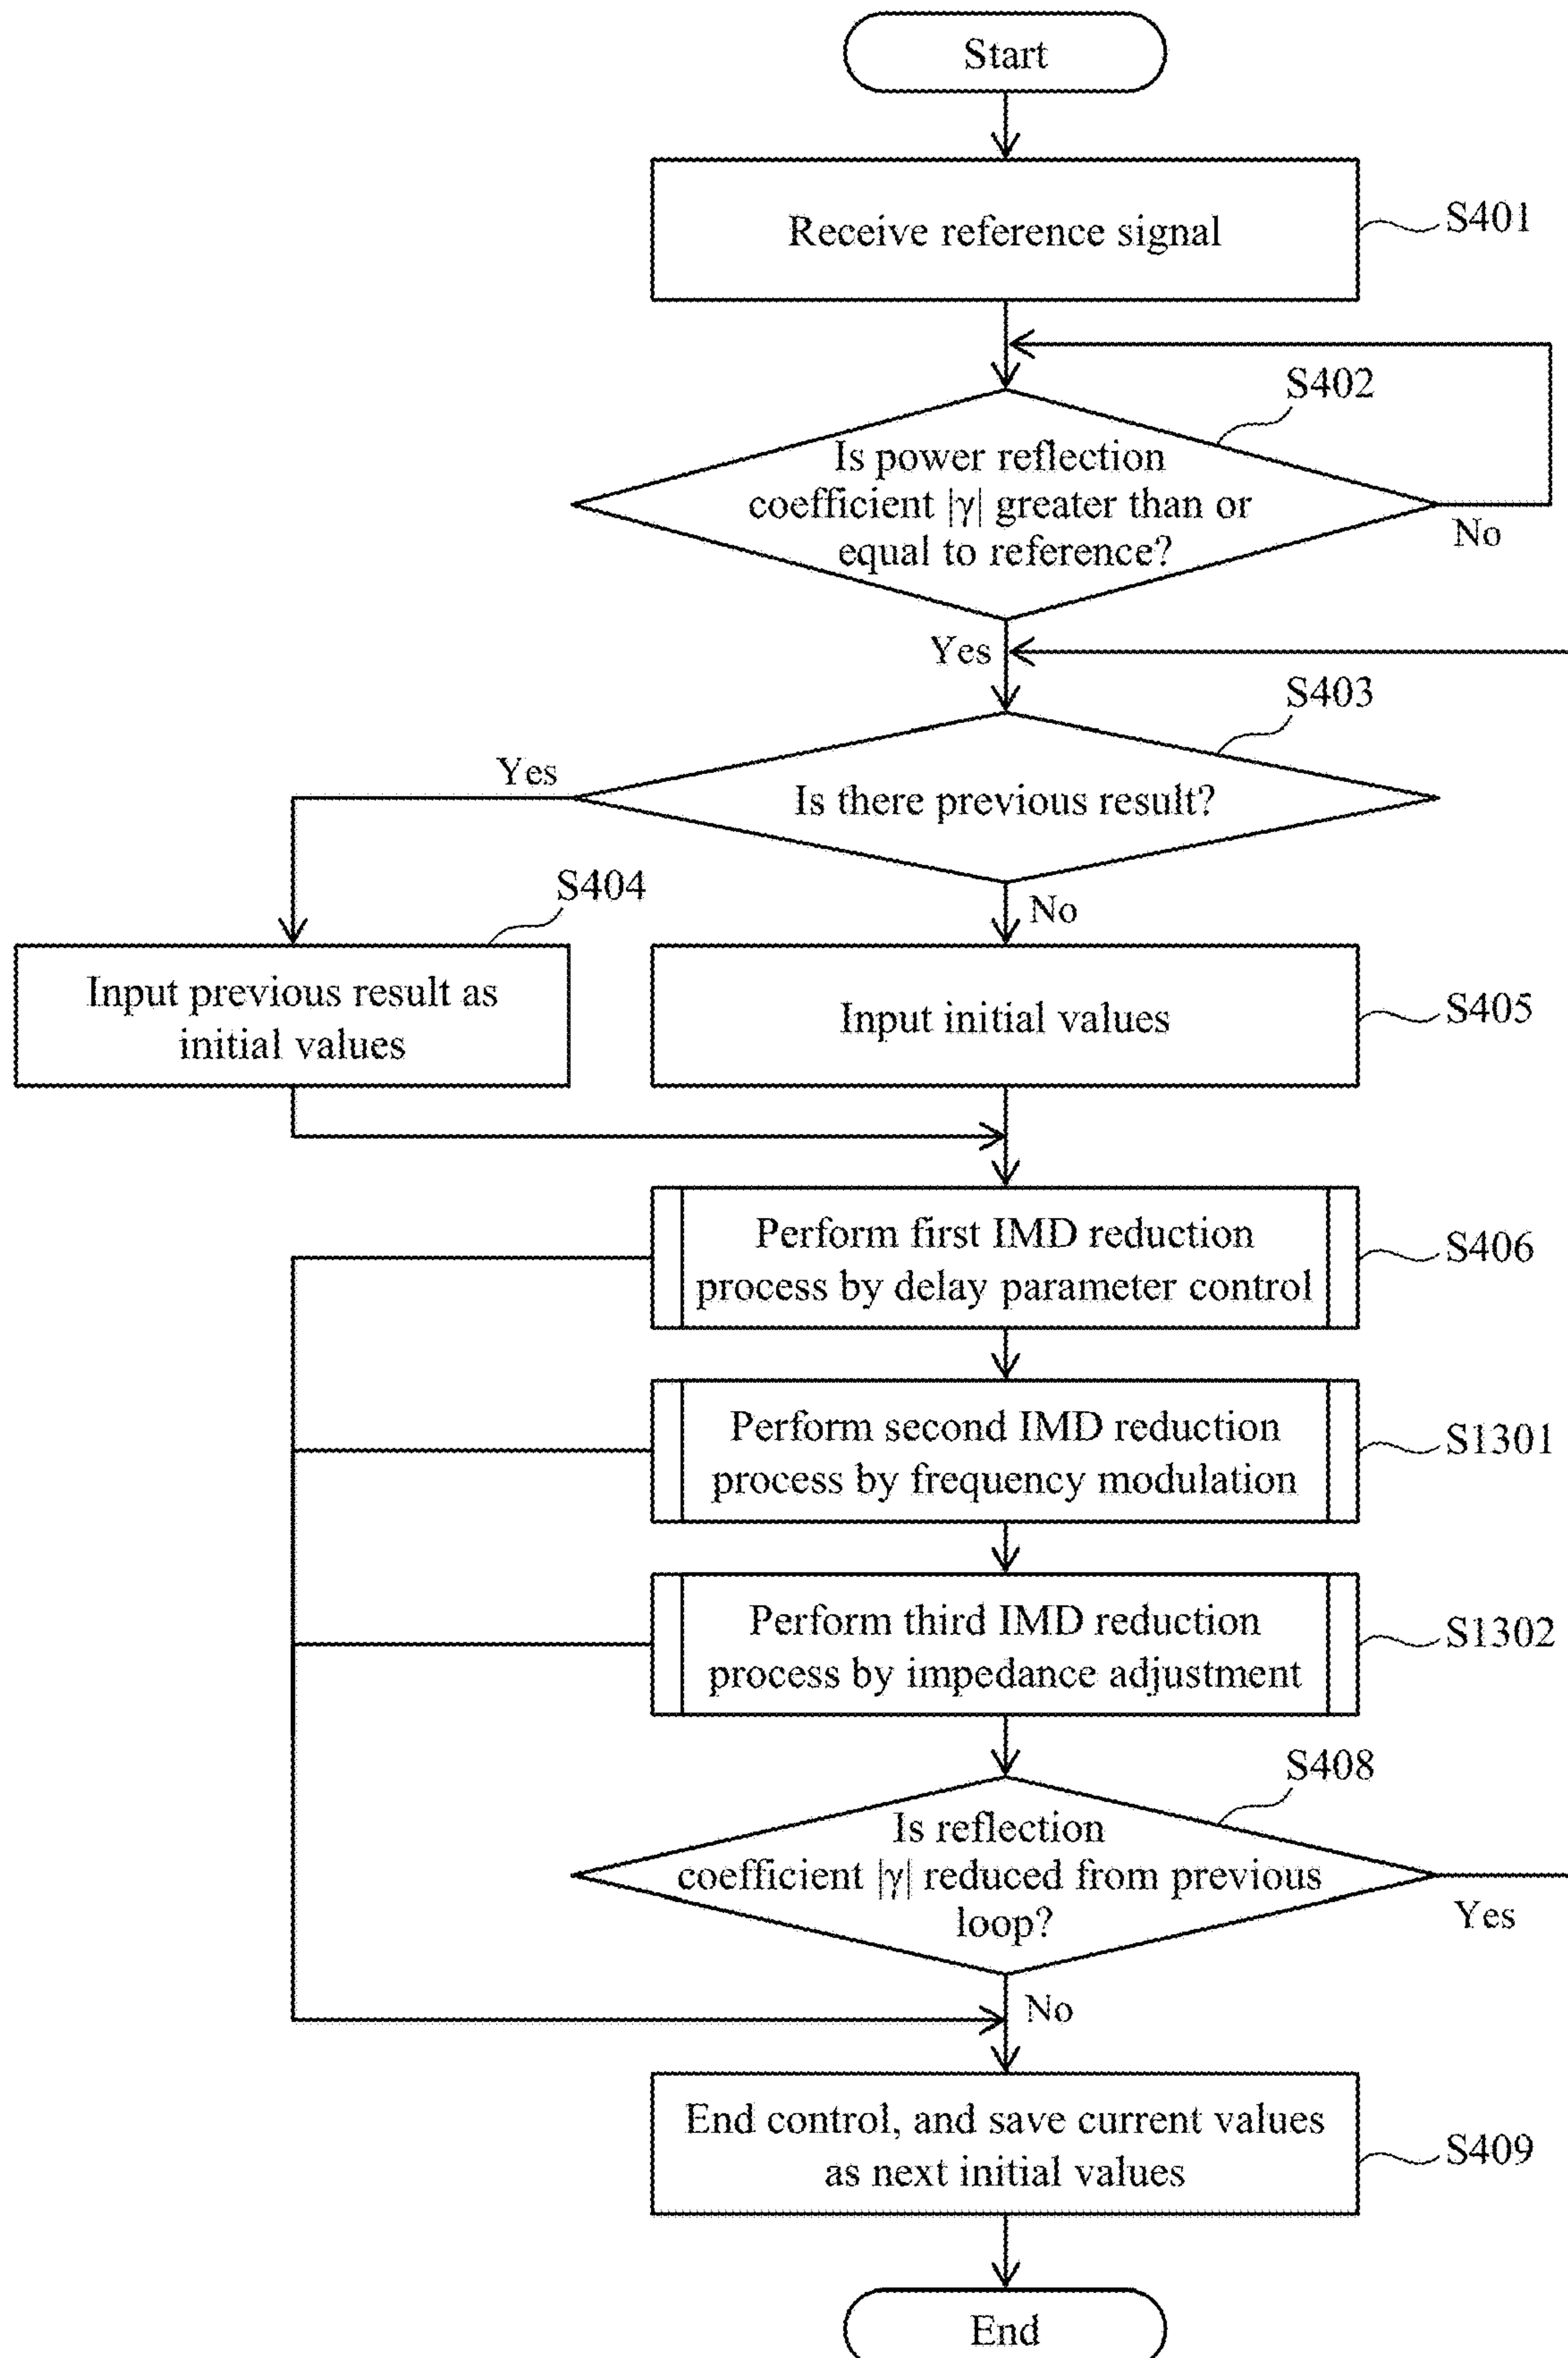 Start
Receive reference signal
S401
S402
Is power reflection
coefficient |γ| greater than or
equal to reference?
No
Yes
S403
Yes
Is there previous result?
S404
No
Input previous result as
initial values
Input initial values
S405
Perform first IMD reduction
process by delay parameter control
S406
Perform second IMD reduction
process by frequency modulation
S1301
Perform third IMD reduction
process by impedance adjustment
S1302
S408
Is reflection
coefficient |γ| reduced from previous
loop?
Yes
No
End control, and save current values
as next initial values
S409
End